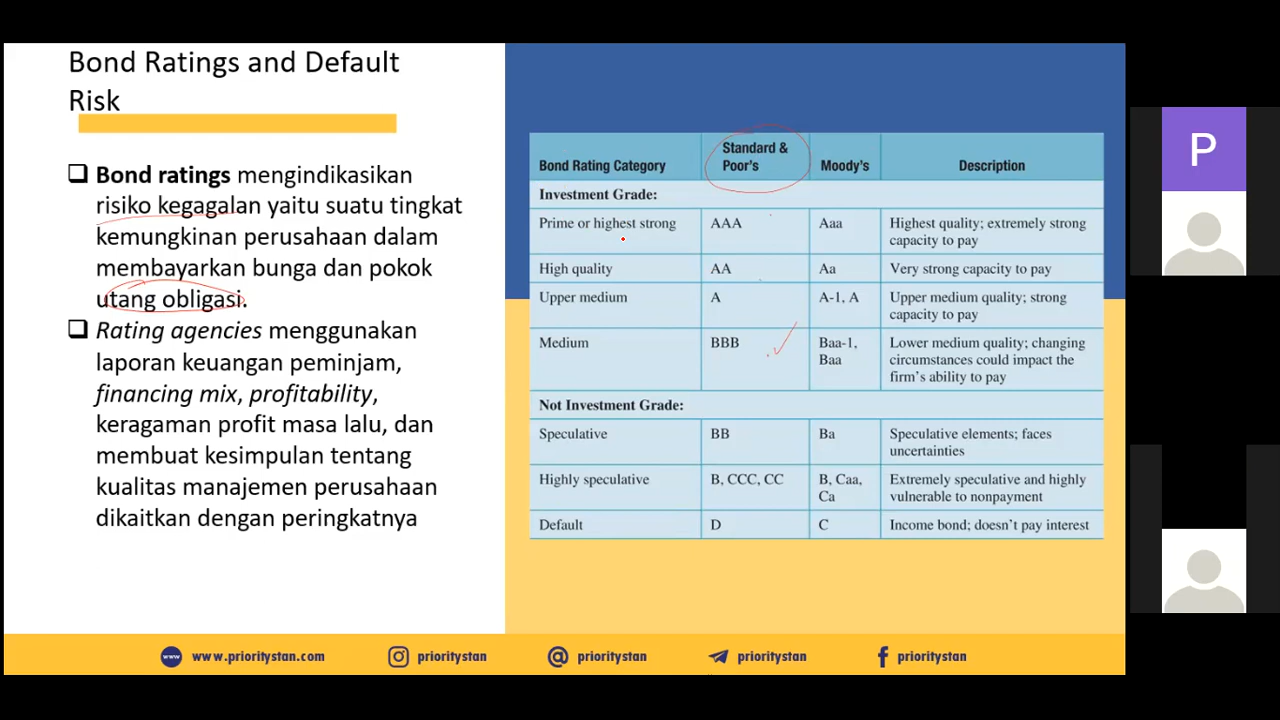 Bond Ratings and Default
Risk
❑ Bond ratings mengindikasikan
risiko kegagalan yaitu suatu tingkat
kemungkinan perusahaan dalam
membayarkan bunga dan pokok
utang obligasi.
❑ Rating agencies menggunakan
laporan keuangan peminjam,
financing mix, profitability,
keragaman profit masa lalu, dan
membuat kesimpulan tentang
kualitas manajemen perusahaan
dikaitkan dengan peringkatnya
Bond Rating Category Standard & Poor's Moody's Description
Investment Grade:
Prime or highest strong AAA Aaa Highest quality; extremely strong
capacity to pay
High quality AA Aa Very strong capacity to pay
Upper medium A A-1, A Upper medium quality; strong
capacity to pay
Medium BBB Baa-1, Lower medium quality; changing
Baa circumstances could impact the
firm's ability to pay
Not Investment Grade:
Speculative BB Ba Speculative elements; faces
uncertainties
Highly speculative B, CCC, CC B, Caa, Extremely speculative and highly
Ca vulnerable to nonpayment
Default D C Income bond; doesn't pay interest
P
www www.prioritystan.com prioritystan prioritystan prioritystan prioritystan